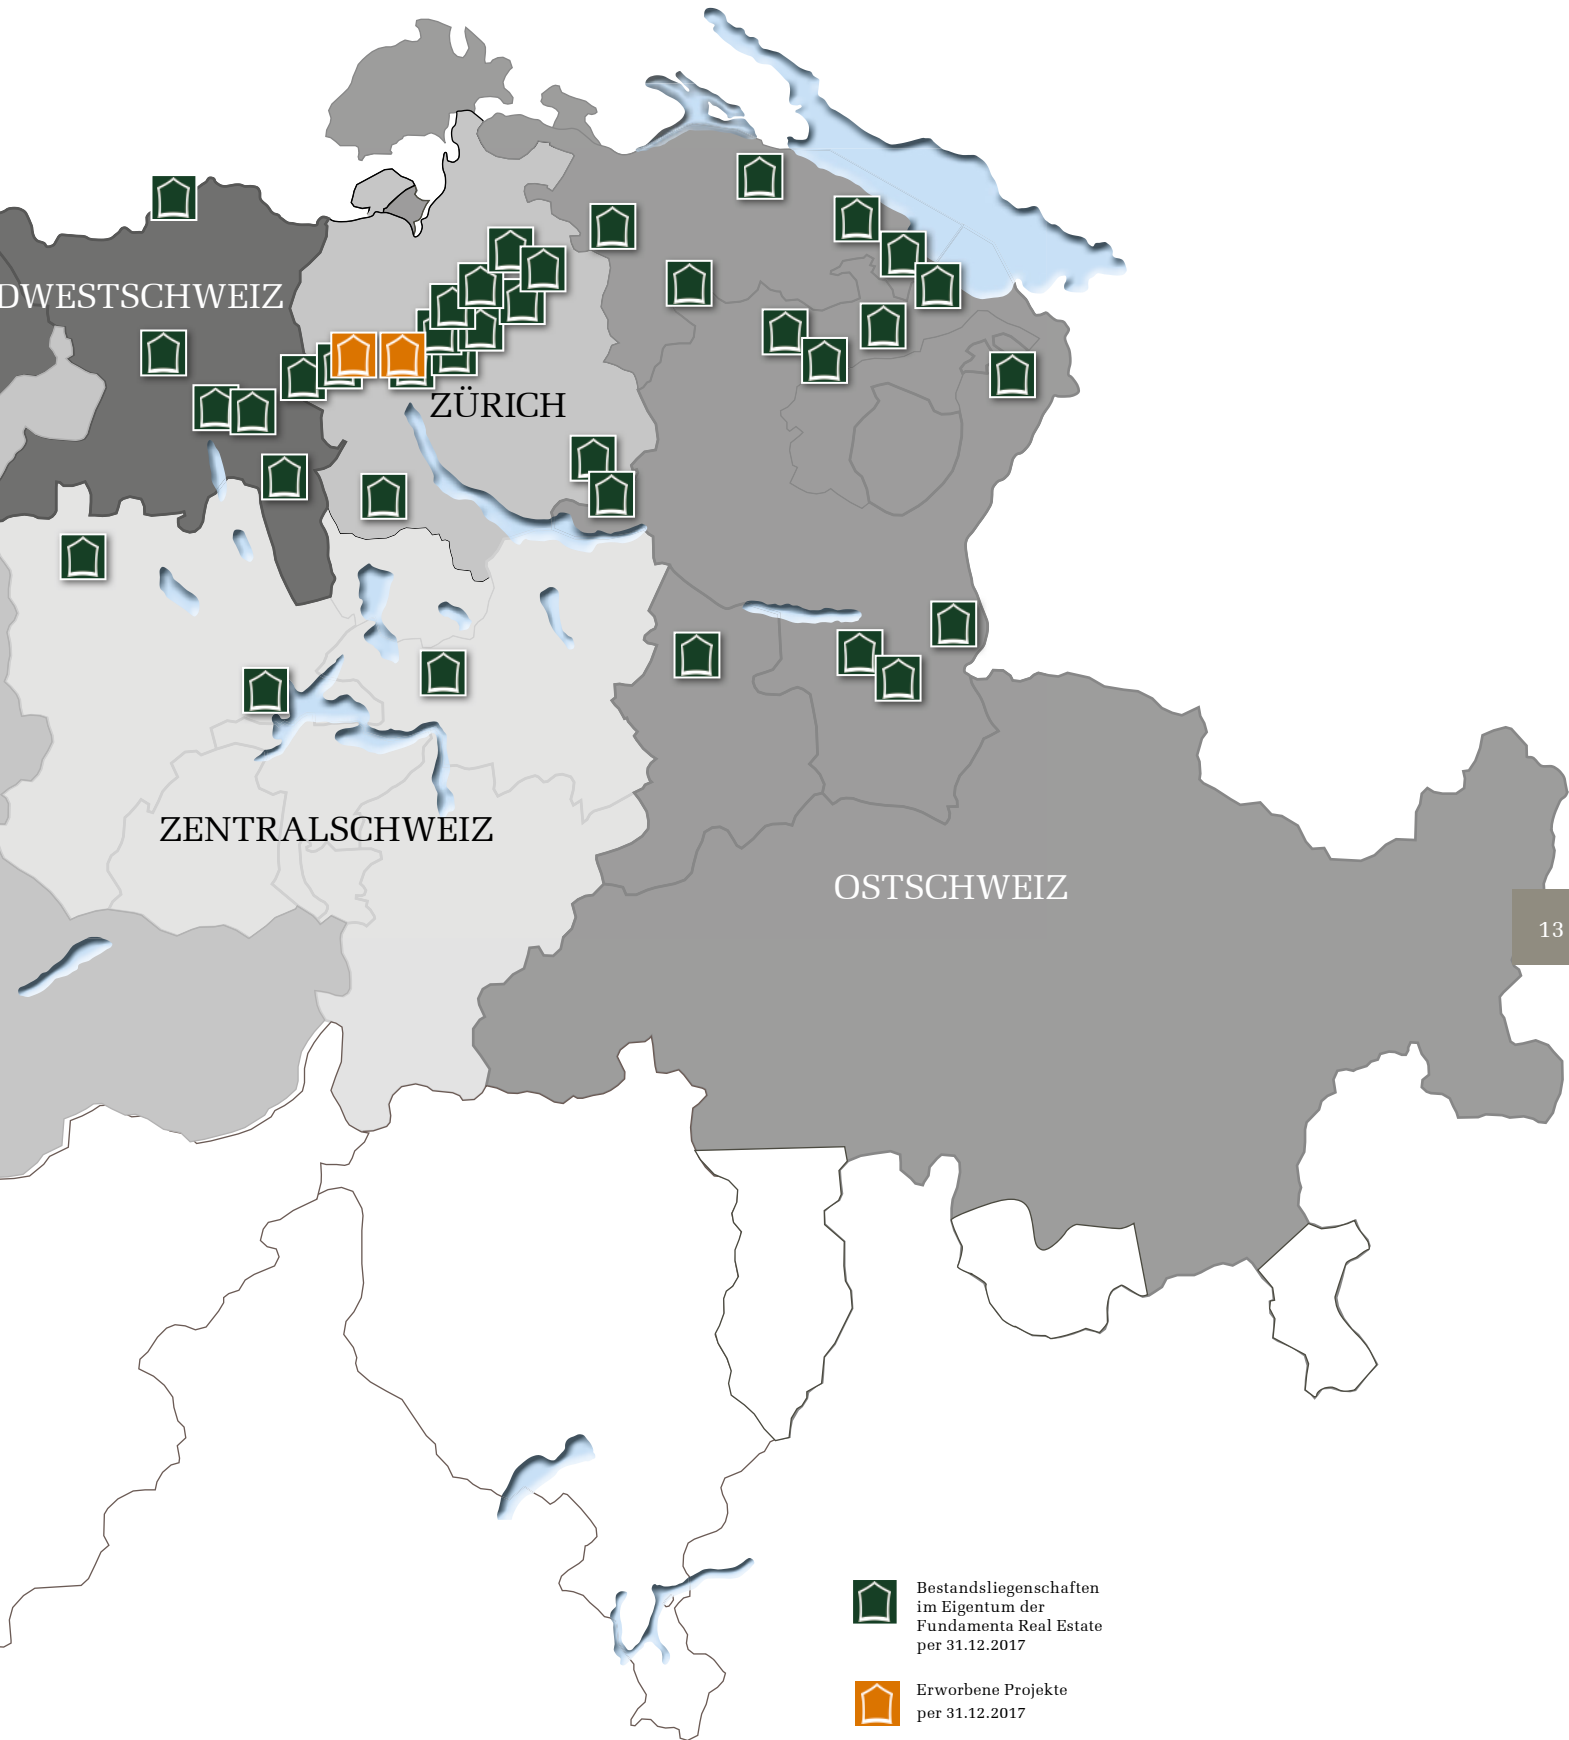 DWESTSCHWEIZ
ZÜRICH
ZENTRALSCHWEIZ
OSTSCHWEIZ
13
Bestandsliegenschaften
im Eigentum der
Fundamenta Real Estate
per 31.12.2017
Erworbene Projekte
per 31.12.2017